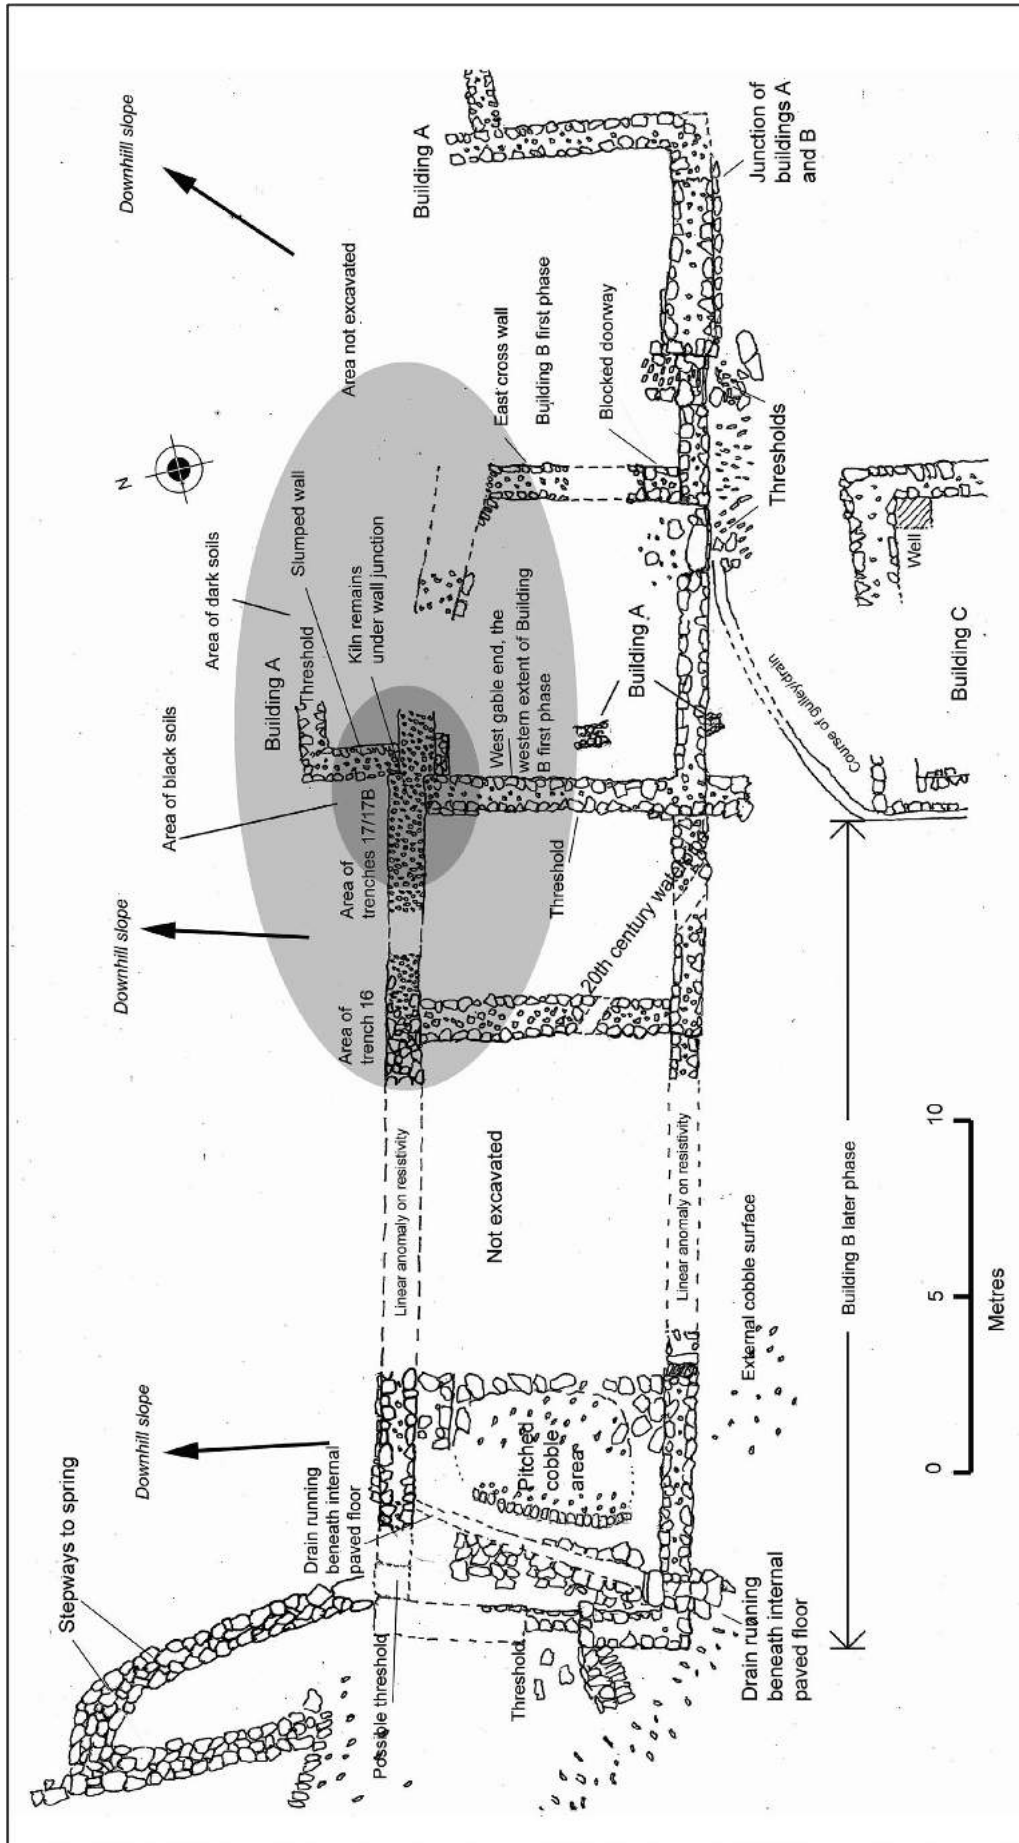 Stepways to spring
Downhill slope
Downhill slope
Downhiill slope
Area of black soils
Area of dark soils
N
Building A
Threshold
Slumped wall
Kiln remains
under wall junction
Area not excavated
Building A
Drain running
beneath internal
paved floor
Possible threshold
Area of
trench 16
Area of
trenches 17/17B
Linear anomaly on resistivity
Not excavated
West gable end, the
western extent of Building
B first phase
East cross wall
Building B first phase
Threshold
Pitched
cobble
area
Threshold
20th century water
Building A
Blocked doorway
Linear anomaly on resistivity
Drain running
beneath internal
paved floor
External cobble surface
Thresholds
Junction of
buildings A
and B
Course of gulley/drain
Building B later phase
Well
Building C
0
5
10
Metres